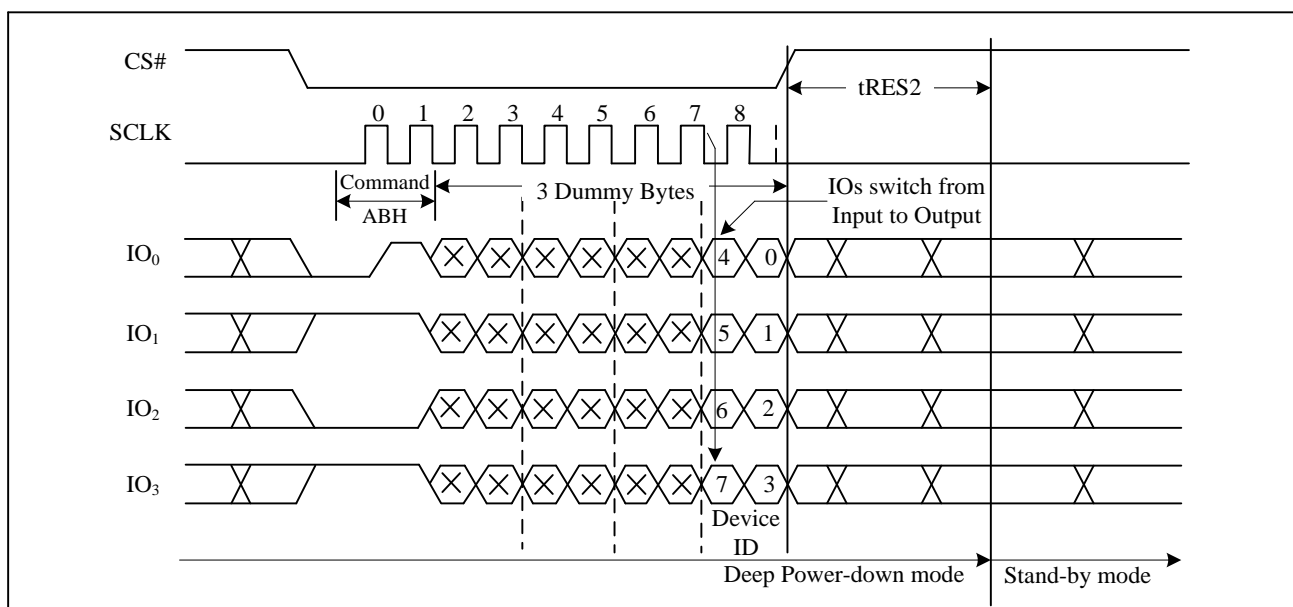 CS#
tRES2
0 1 2 3 4 5 6 7 8
SCLK
Command
ABH
3 Dummy Bytes
IOs switch from
Input to Output
IO₀ 4 0
IO₁ 5 1
IO₂ 6 2
IO₃ 7 3
Device
ID
Deep Power-down mode
Stand-by mode